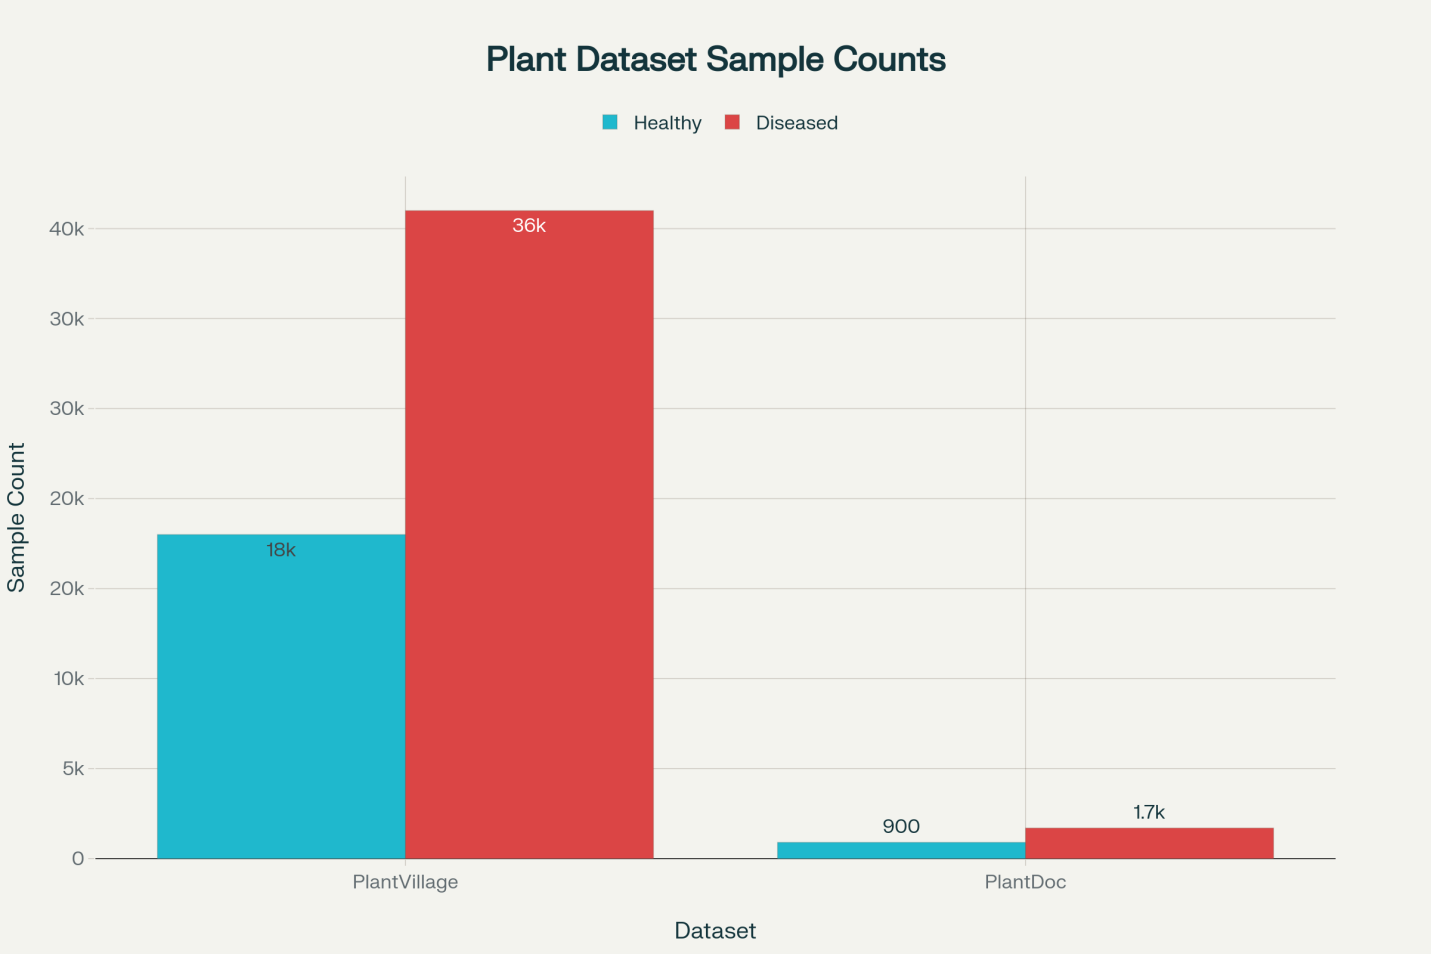 Plant Dataset Sample Counts
Healthy Diseased
40k
30k
30k
20k
20k
10k
5k
0
Sample Count
36k
18k
900
1.7k
PlantVillage PlantDoc
Dataset